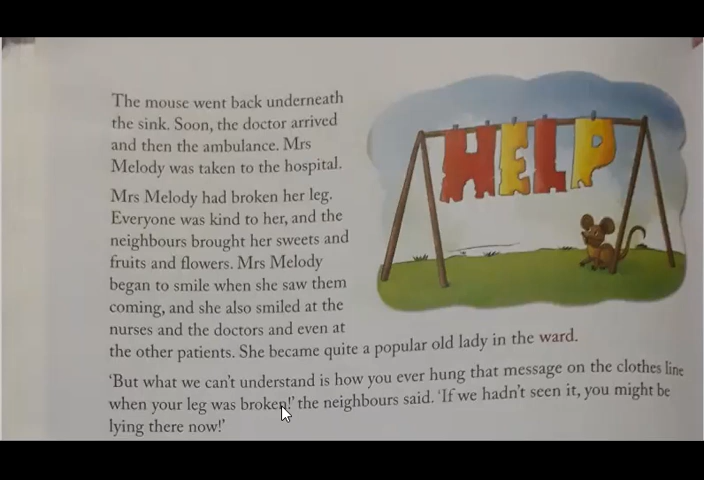 The mouse went back underneath
the sink. Soon, the doctor arrived
and then the ambulance. Mrs
Melody was taken to the hospital.
Mrs Melody had broken her leg.
Everyone was kind to her, and the
neighbours brought her sweets and
fruits and flowers. Mrs Melody
began to smile when she saw them
coming, and she also smiled at the
nurses and the doctors and even at
the other patients. She became quite a popular old lady in the ward.
'But what we can't understand is how you ever hung that message on the clothes line
when your leg was broken!' the neighbours said. 'If we hadn't seen it, you might be
lying there now!'
HELP